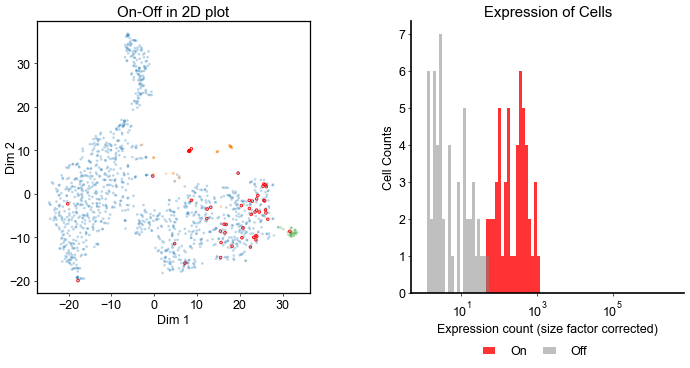 On-Off in 2D plot
Dim 2
30
20
10
0
−10
−20
−20 −10 0 10 20 30
Dim 1
Expression of Cells
Cell Counts
7
6
5
4
3
2
1
0
10^1 10^3 10^5
Expression count (size factor corrected)
On Off